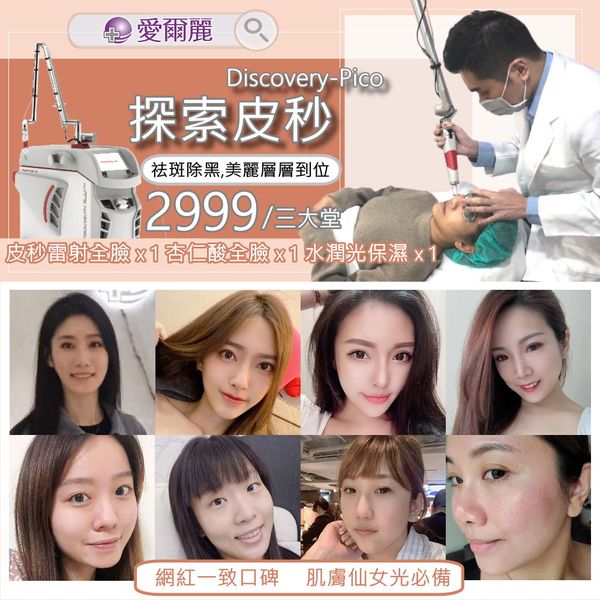 愛爾麗
Discovery-Pico
探索皮秒
祛斑除黑,美麗層層到位
2999/三大堂
皮秒雷射全臉 x 1 杏仁酸全臉 x 1 水潤光保濕 x 1
網紅一致口碑 肌膚仙女光必備